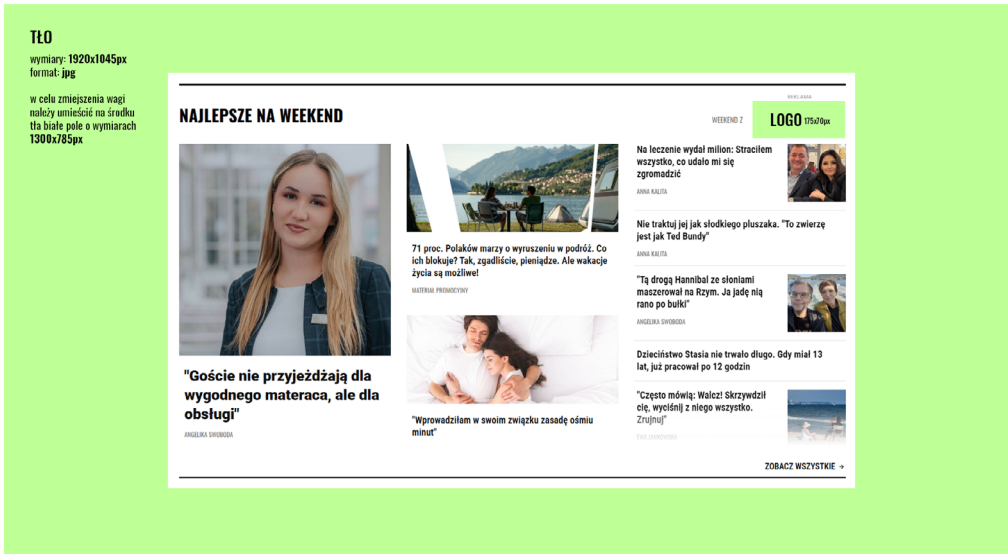 TŁO
wymiary: 1920x1045px
format: jpg
w celu zmiejszenia wagi
należy umieścić na środku
tła białe pole o wymiarach
1300x785px
NAJLEPSZE NA WEEKEND
REKLAMA
WEEKEND Z
LOGO 175x70px
"Goście nie przyjeżdżają dla
wygodnego materaca, ale dla
obsługi"
ANGELIKA SWOBODA
71 proc. Polaków marzy o wyruszeniu w podróż. Co
ich blokuje? Tak, zgadliście, pieniądze. Ale wakacje
życia są możliwe!
MATERIAŁ PROMOCYJNY
"Wprowadziłam w swoim związku zasadę ośmiu
minut"
Na leczenie wydał milion: Straciłem
wszystko, co udało mi się
zgromadzić
ANNA KALITA
Nie traktuj jej jak słodkiego pluszaka. "To zwierzę
jest jak Ted Bundy"
ANNA KALITA
"Tą drogą Hannibal ze słoniami
maszerował na Rzym. Ja jadę nią
rano po bułki"
ANGELIKA SWOBODA
Dzieciństwo Stasia nie trwało długo. Gdy miał 13
lat, już pracował po 12 godzin
"Często mówią: Walcz! Skrzywdził
cię, wyciśnij z niego wszystko.
Zrujnuj"
ZOBACZ WSZYSTKIE →